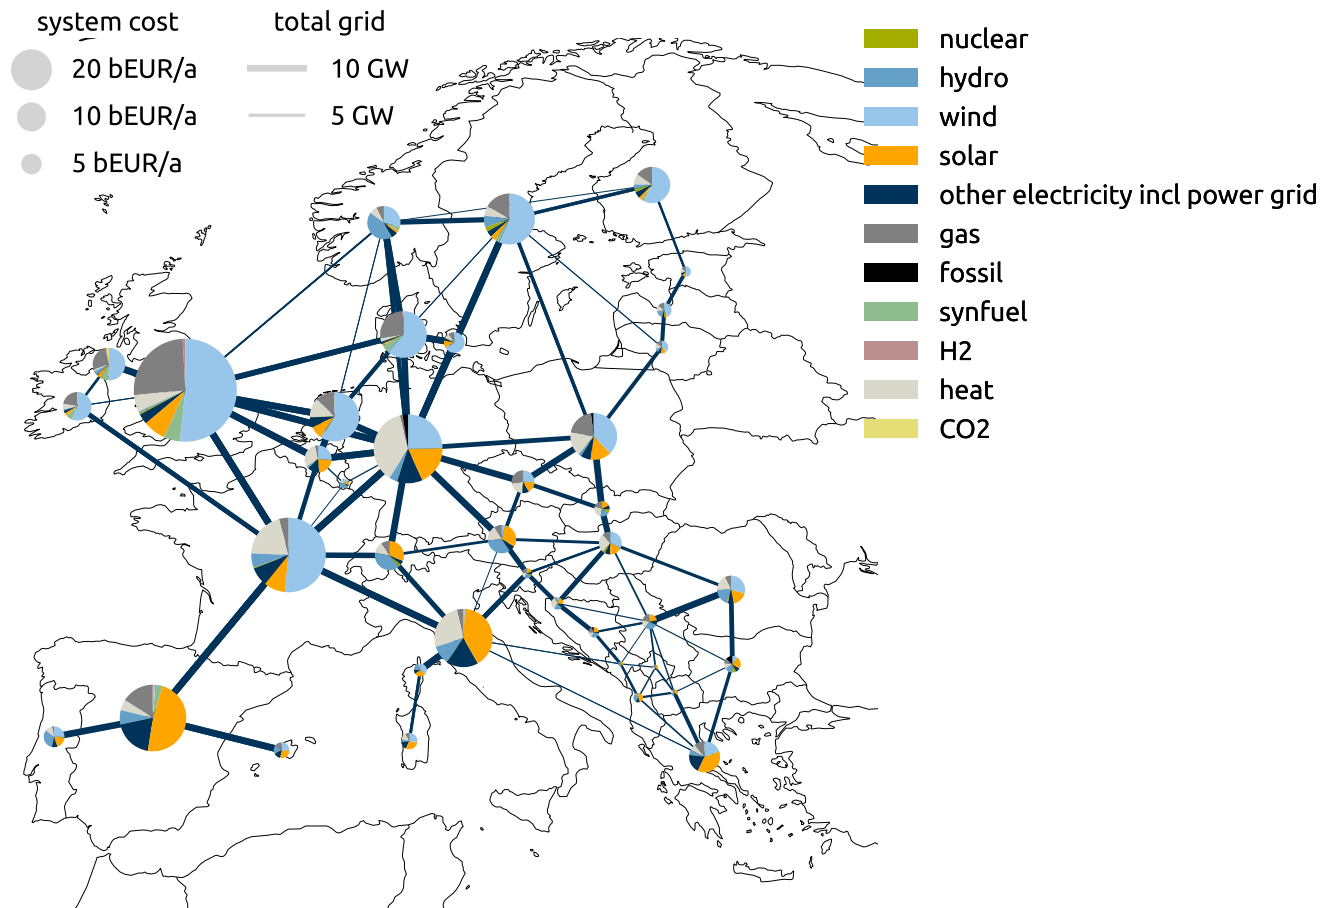 system cost
20 bEUR/a
10 bEUR/a
5 bEUR/a
total grid
10 GW
5 GW
nuclear
hydro
wind
solar
other electricity incl power grid
gas
fossil
synfuel
H2
heat
CO2